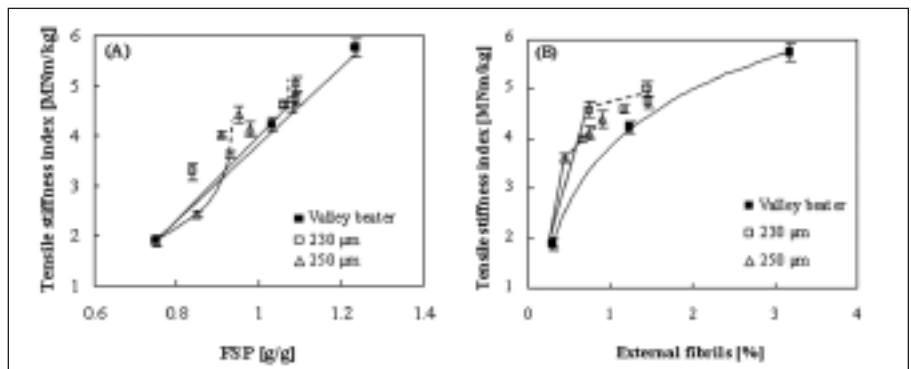 (A)
Tensile stiffness index [MNm/kg]
6
5
4
3
2
1
Valley beater
230 µm
250 µm
0.6 0.8 1 1.2 1.4
FSP [g/g]
(B)
Tensile stiffness index [MNm/kg]
6
5
4
3
2
1
Valley beater
230 µm
250 µm
0 1 2 3 4
External fibrils [%]